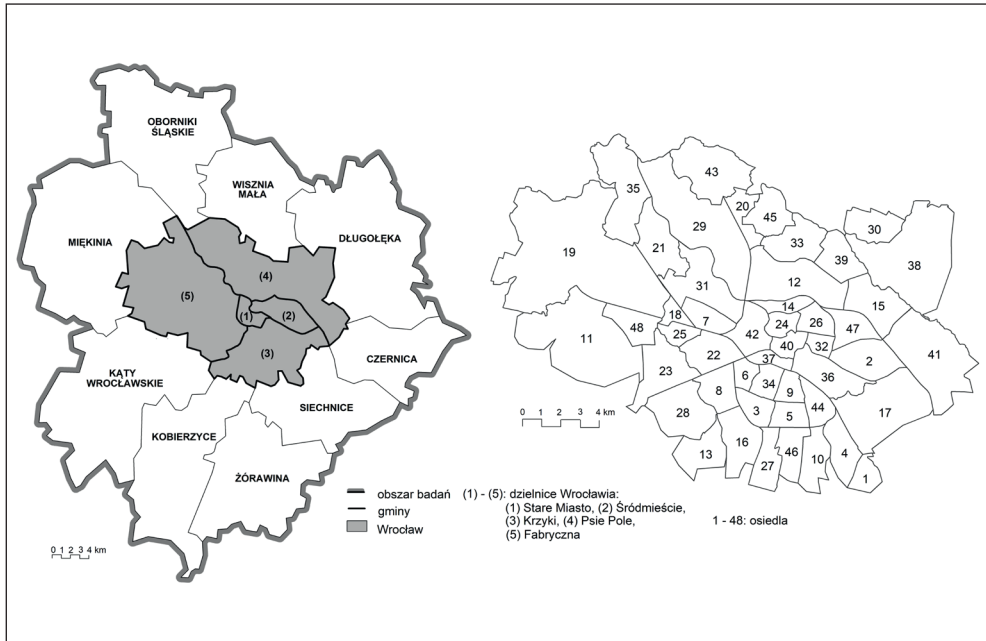 OBORNIKI
ŚLĄSKIE
WISZNIA
MAŁA
MIĘKINIA
DŁUGOŁĘKA
(4)
(5)
(1)
(2)
(3)
CZERNICA
KĄTY
WROCŁAWSKIE
SIECHNICE
KOBIERZYCE
ŻÓRAWINA
0 1 2 3 4 km
obszar badań
gminy
Wrocław
(1) - (5): dzielnice Wrocławia:
(1) Stare Miasto, (2) Śródmieście,
(3) Krzyki, (4) Psie Pole,
(5) Fabryczna
43
35
20
45
30
29
33
21
39
38
19
12
31
15
14
18
7
24
26
11
48
25
42
47
40
32
41
22
37
2
23
6
36
34
8
9
17
28
3
5
44
0 1 2 3 4 km
16
46
4
13
27
10
1
1 - 48: osiedla